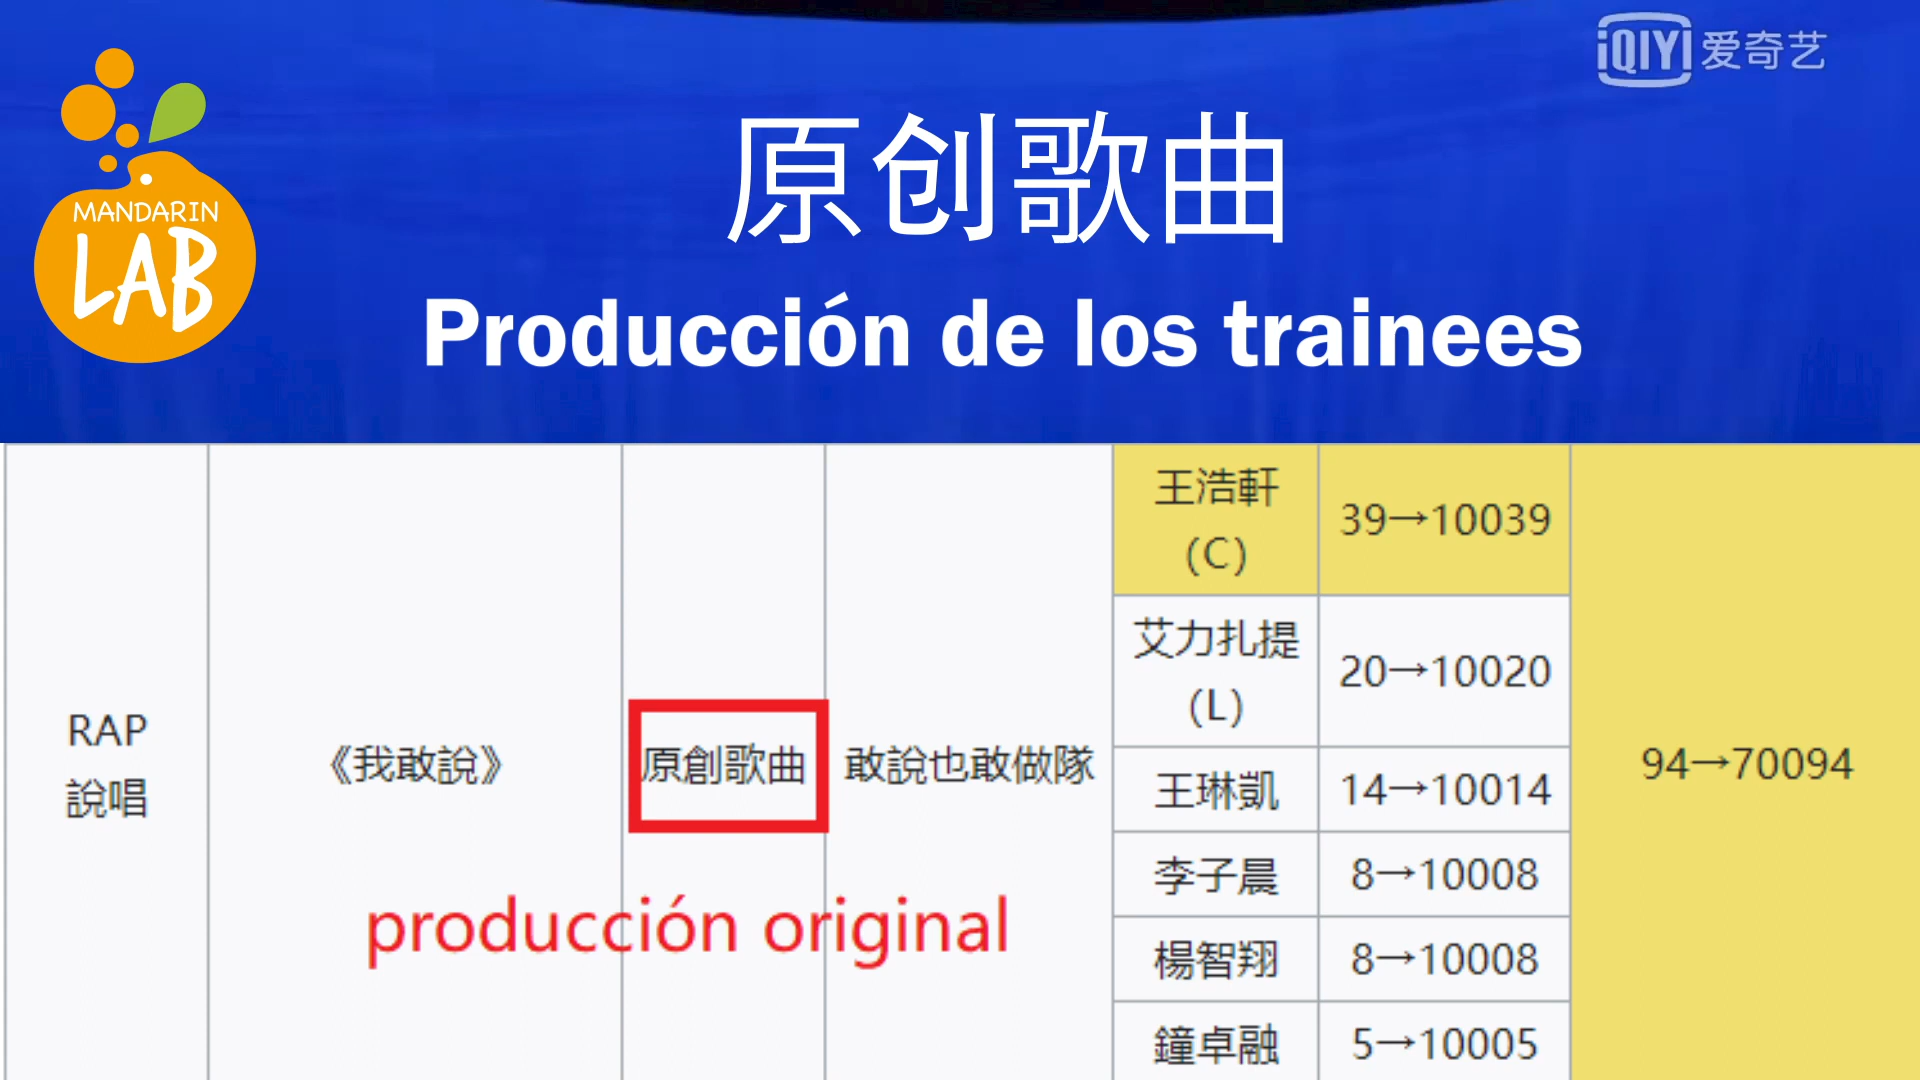 iQIYI 爱奇艺
MANDARIN
LAB
原创歌曲
Producción de los trainees
RAP
說唱
《我敢說》
原創歌曲
敢說也敢做隊
王浩軒
(C)
39→10039
艾力扎提
(L)
20→10020
王琳凱
14→10014
李子晨
8→10008
楊智翔
8→10008
鐘卓融
5→10005
94→70094
producción original